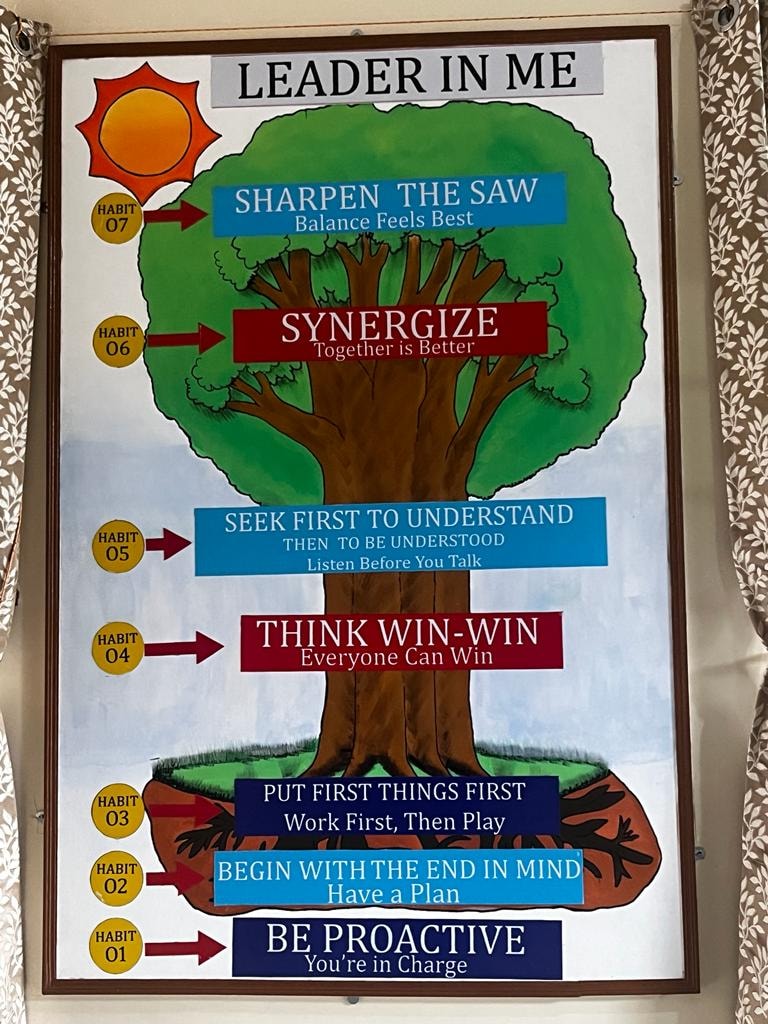 LEADER IN ME
HABIT
07
SHARPEN THE SAW
Balance Feels Best
HABIT
06
SYNERGIZE
Together is Better
HABIT
05
SEEK FIRST TO UNDERSTAND
THEN TO BE UNDERSTOOD
Listen Before You Talk
HABIT
04
THINK WIN-WIN
Everyone Can Win
HABIT
03
PUT FIRST THINGS FIRST
Work First, Then Play
HABIT
02
BEGIN WITH THE END IN MIND
Have a Plan
HABIT
01
BE PROACTIVE
You're in Charge